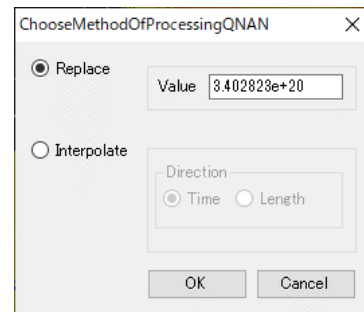 ChooseMethodOfProcessingQNAN
Replace
Value 3.402823e+20
Interpolate
Direction
Time Length
OK Cancel